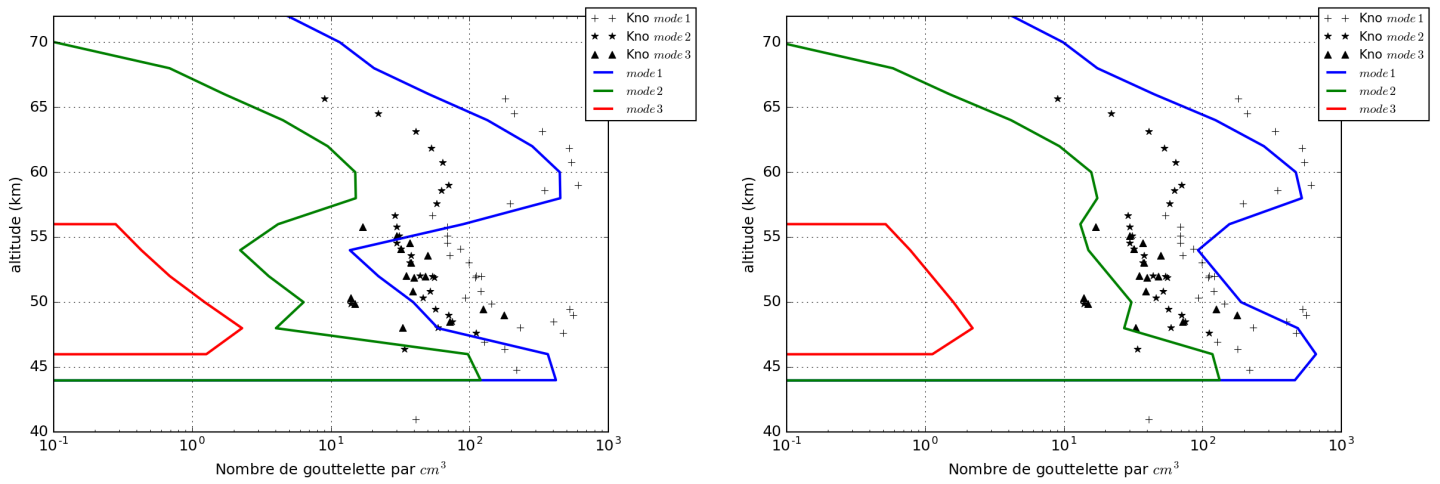 Kno mode 1
Kno mode 2
Kno mode 3
mode 1
mode 2
mode 3
70
65
60
55
50
45
40
altitude (km)
10^-1
10^0
10^1
10^2
10^3
Nombre de gouttelette par cm^3
Kno mode 1
Kno mode 2
Kno mode 3
mode 1
mode 2
mode 3
70
65
60
55
50
45
40
altitude (km)
10^-1
10^0
10^1
10^2
10^3
Nombre de gouttelette par cm^3